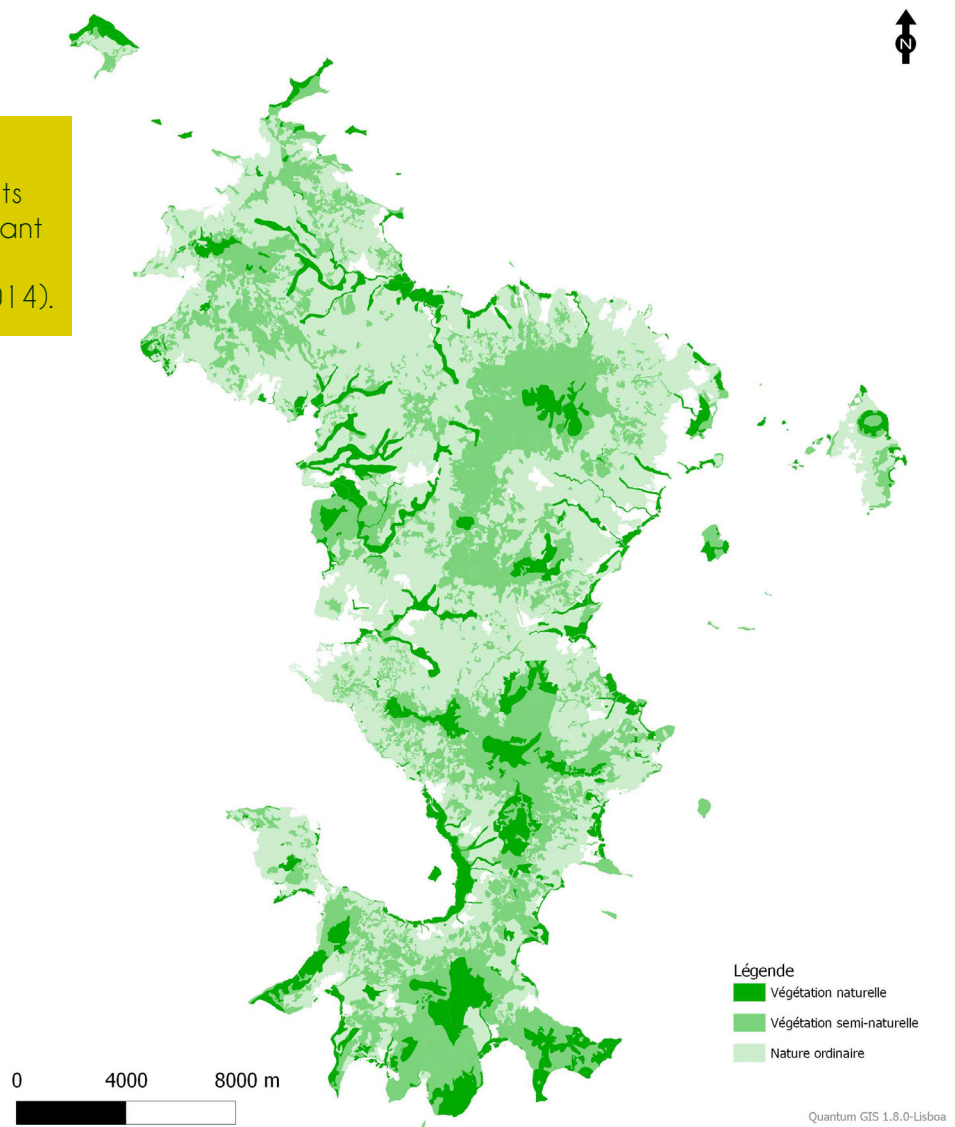 N
ts
ant
014).
Légende
Végétation naturelle
Végétation semi-naturelle
Nature ordinaire
0 4000 8000 m
Quantum GIS 1.8.0-Lisboa